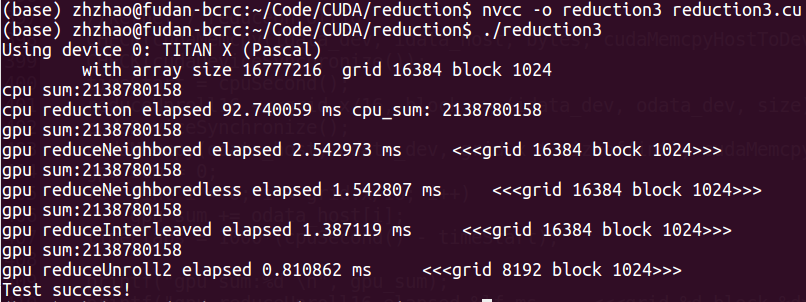 (base) zhzhao@fudan-bcrc:~/Code/CUDA/reduction$ nvcc -o reduction3 reduction3.cu
(base) zhzhao@fudan-bcrc:~/Code/CUDA/reduction$ ./reduction3
Using device 0: TITAN X (Pascal)
        with array size 16777216  grid 16384 block 1024
cpu sum:2138780158
cpu reduction elapsed 92.740059 ms cpu_sum: 2138780158
gpu sum:2138780158
gpu reduceNeighbored elapsed 2.542973 ms     <<<grid 16384 block 1024>>>
gpu sum:2138780158
gpu reduceNeighboredless elapsed 1.542807 ms     <<<grid 16384 block 1024>>>
gpu sum:2138780158
gpu reduceInterleaved elapsed 1.387119 ms     <<<grid 16384 block 1024>>>
gpu sum:2138780158
gpu reduceUnroll2 elapsed 0.810862 ms     <<<grid 8192 block 1024>>>
Test success!